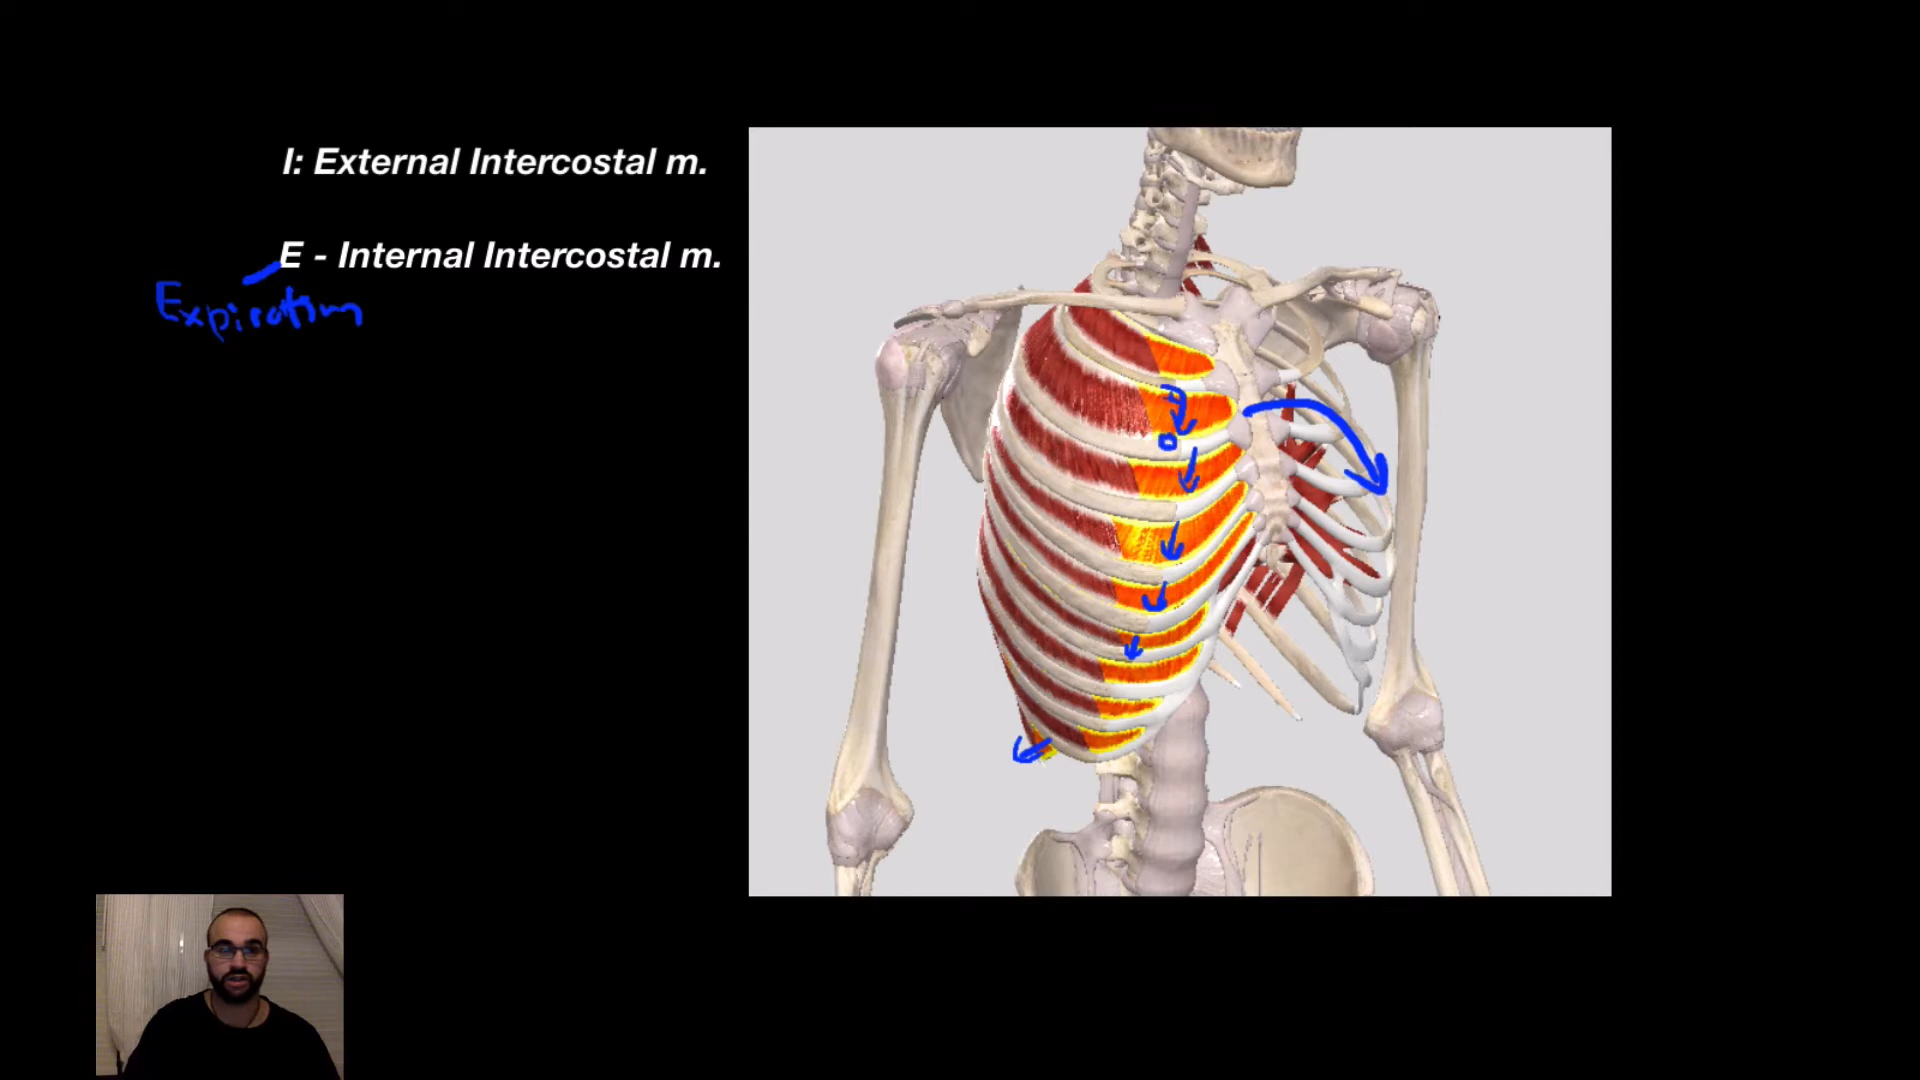 I: External Intercostal m.
E - Internal Intercostal m.
Expiration